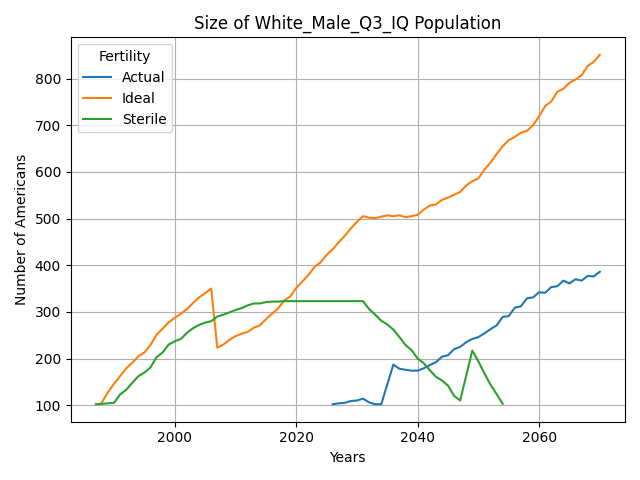 Size of White_Male_Q3_IQ Population
Fertility
Actual
Ideal
Sterile
Number of Americans
800
700
600
500
400
300
200
100
2000
2020
2040
2060
Years